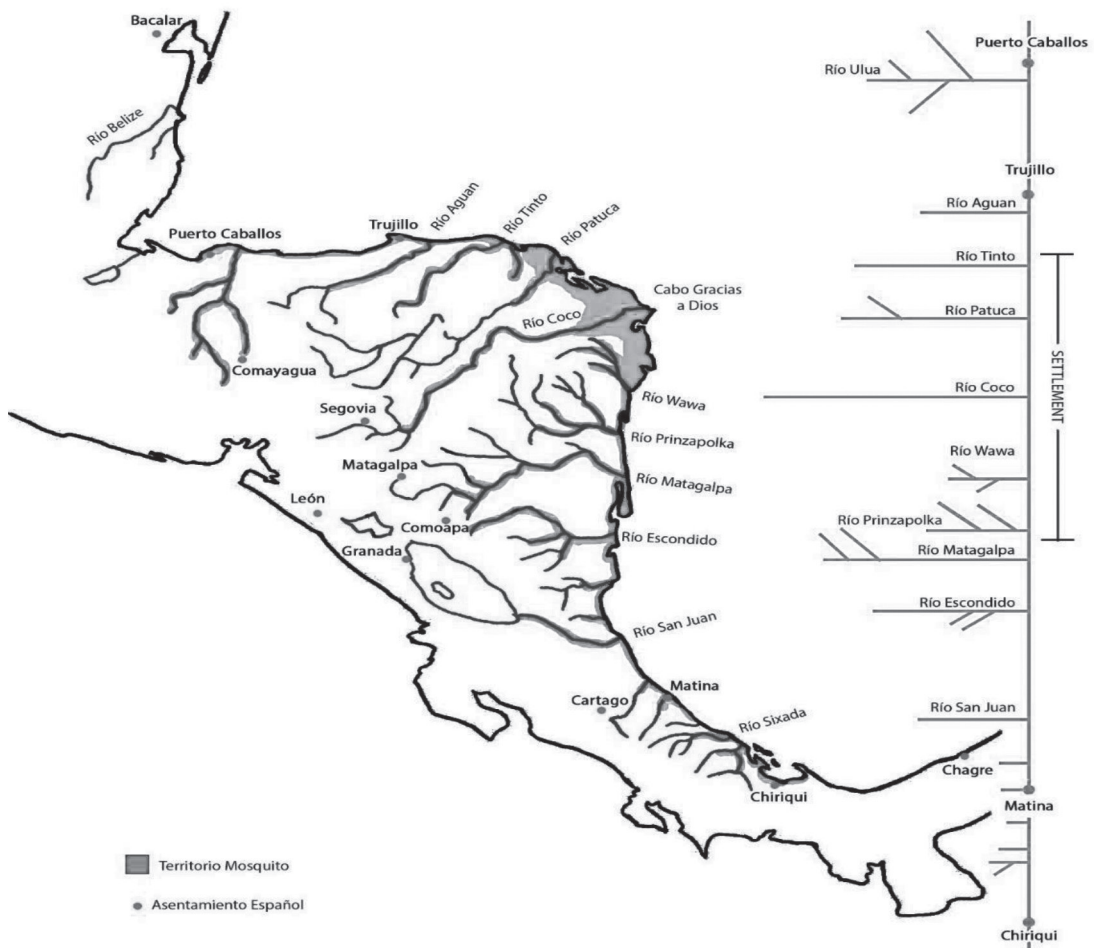 Bacalar
Río Belize
Puerto Caballos
Trujillo
Río Aguan
Río Tinto
Río Patuca
Cabo Gracias
a Dios
Río Coco
Comayagua
Segovia
Río Wawa
Río Prinzapolka
Matagalpa
Río Matagalpa
León
Comoapa
Río Escondido
Granada
Río San Juan
Cartago
Matina
Río Sixada
Chiriqui
Chagre
Territorio Mosquito
Asentamiento Español
Puerto Caballos
Río Ulua
Trujillo
Río Aguan
Río Tinto
Río Patuca
SETTLEMENT
Río Coco
Río Wawa
Río Prinzapolka
Río Matagalpa
Río Escondido
Río San Juan
Matina
Chiriqui